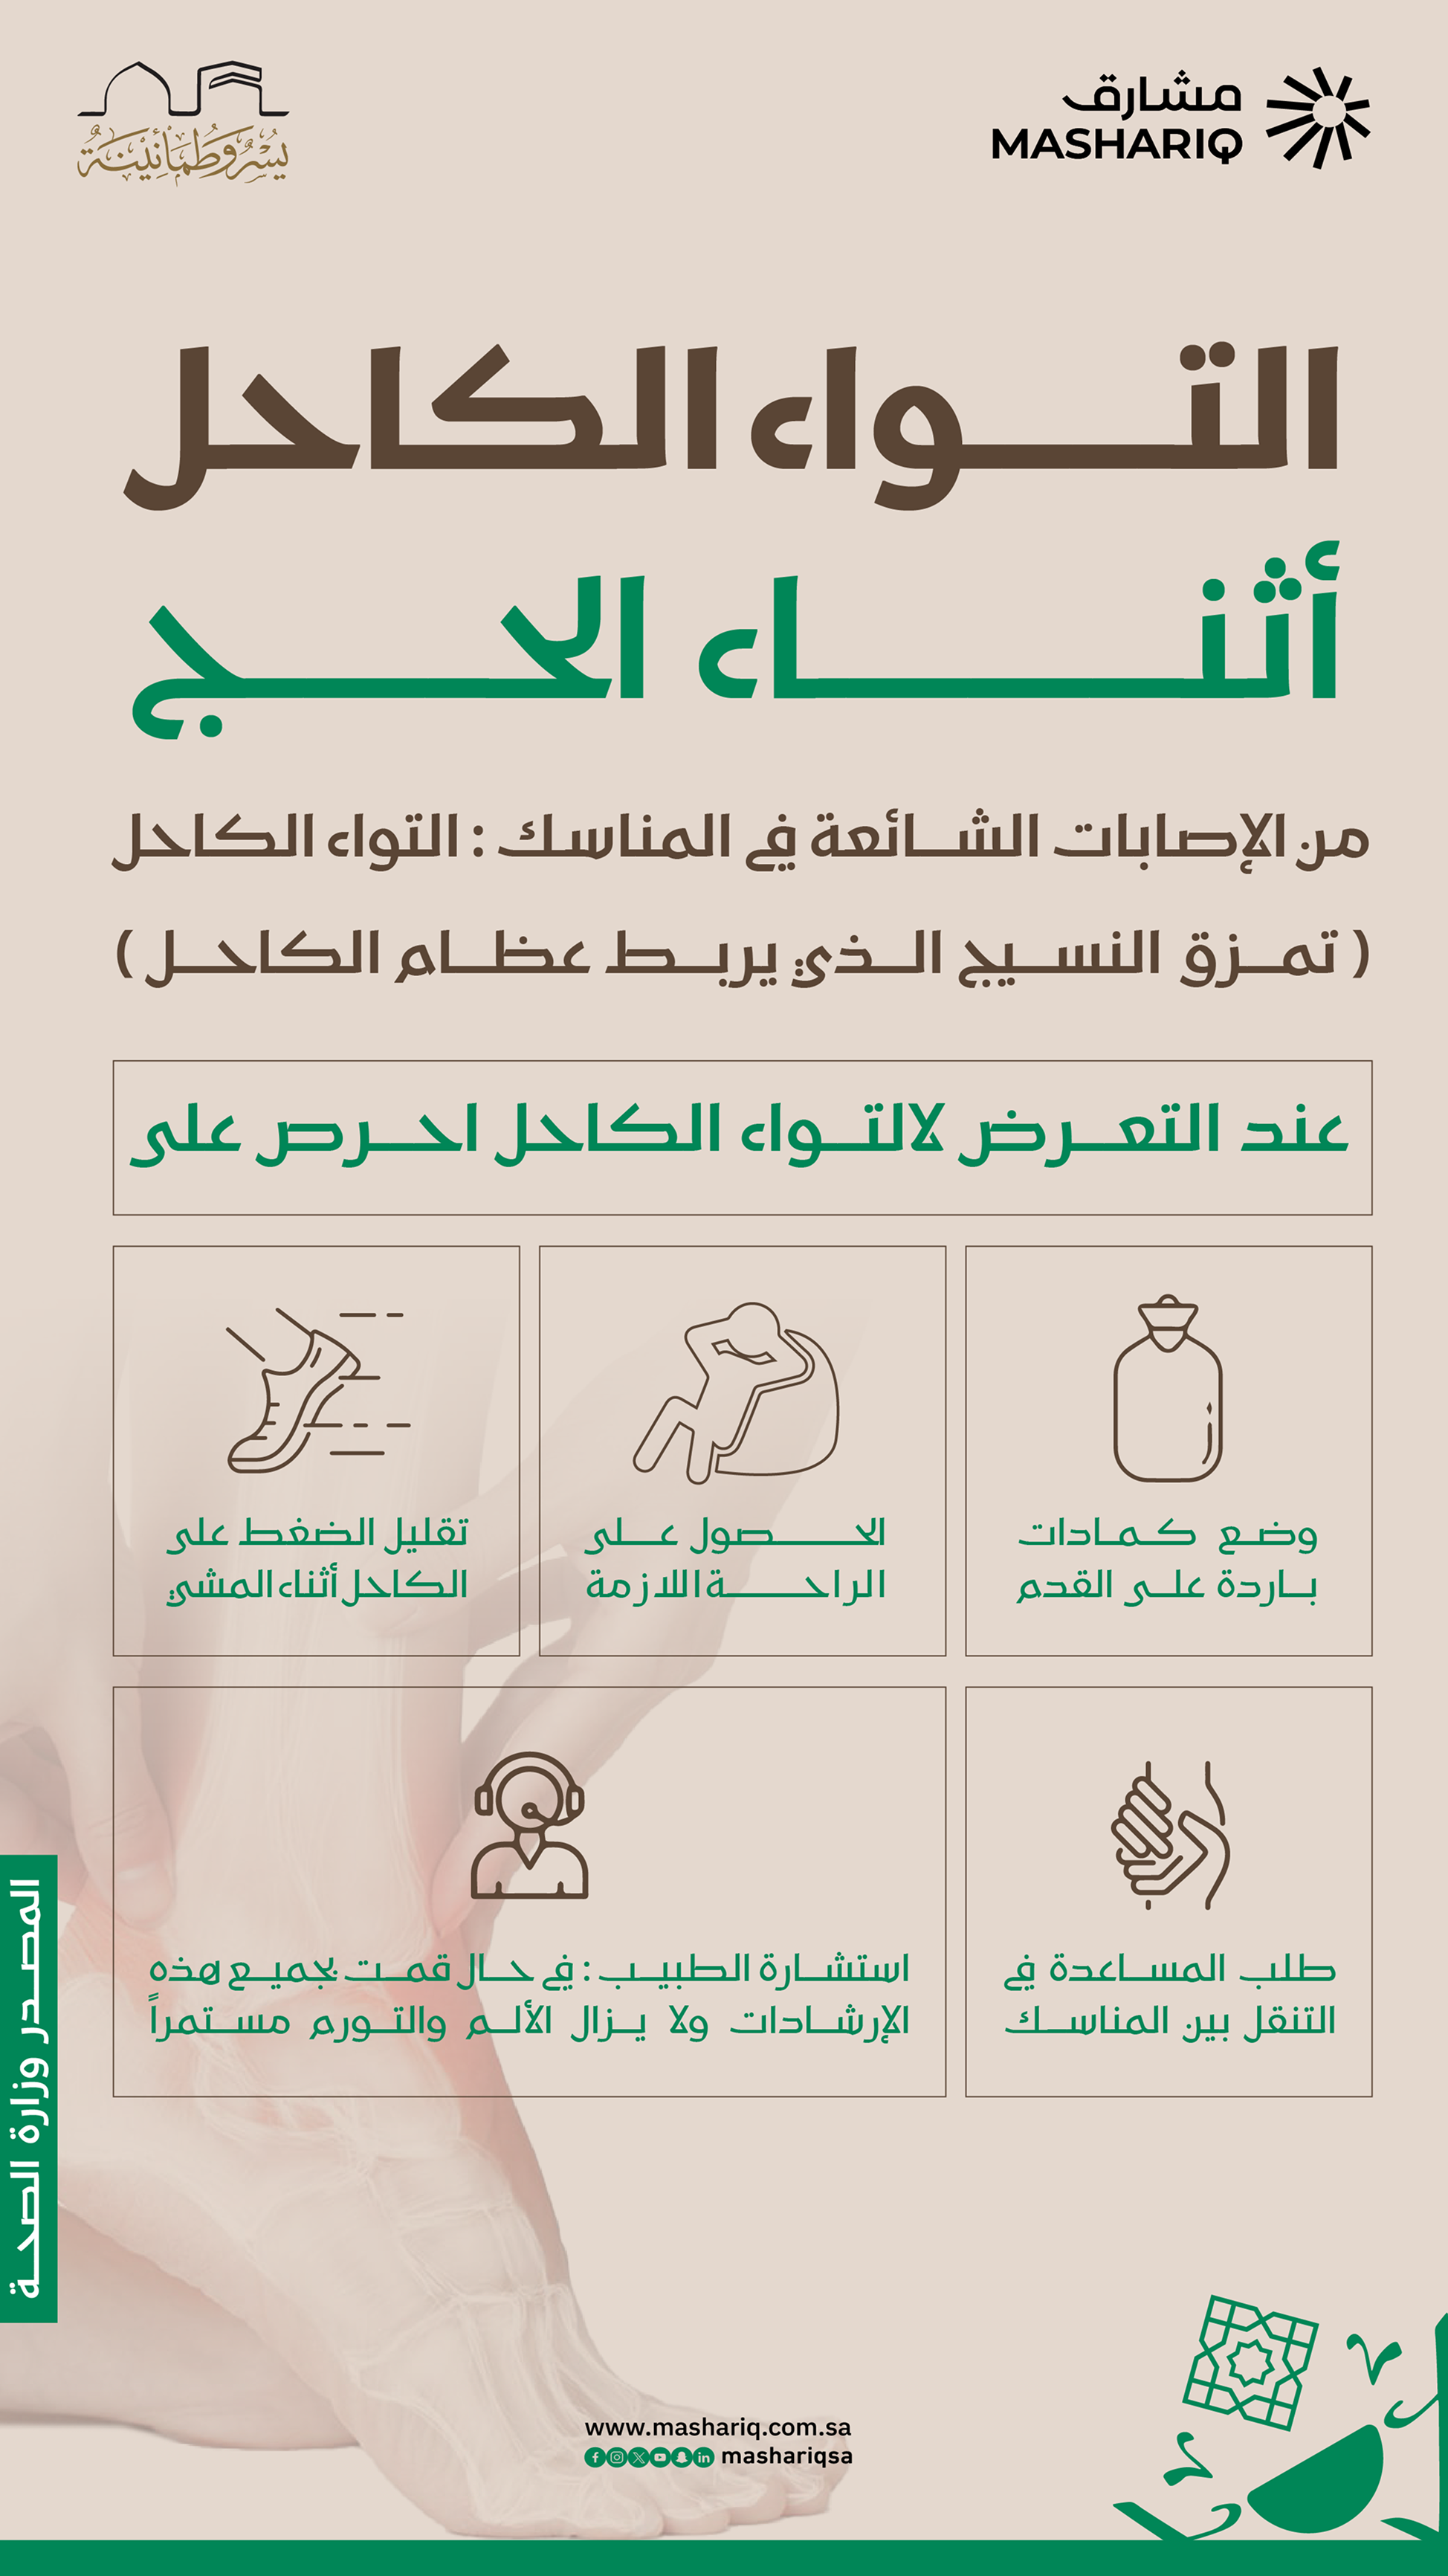 مشارق
MASHARIQ
يسر وطمأنينة
التواء الكاحل
أثناء الحج
من الإصابات الشائعة في المناسك : التواء الكاحل
( تمزق النسيج الذي يربط عظام الكاحل )
عند التعرض لالتواء الكاحل احرص على
وضع كمادات
باردة على القدم
الحصول على
الراحة اللازمة
تقليل الضغط على
الكاحل أثناء المشي
طلب المساعدة في
التنقل بين المناسك
استشارة الطبيب : في حال قمت بجميع هذه
الإرشادات ولا يزال الألم والتورم مستمراً
المصدر وزارة الصحة
www.mashariq.com.sa
mashariqsa